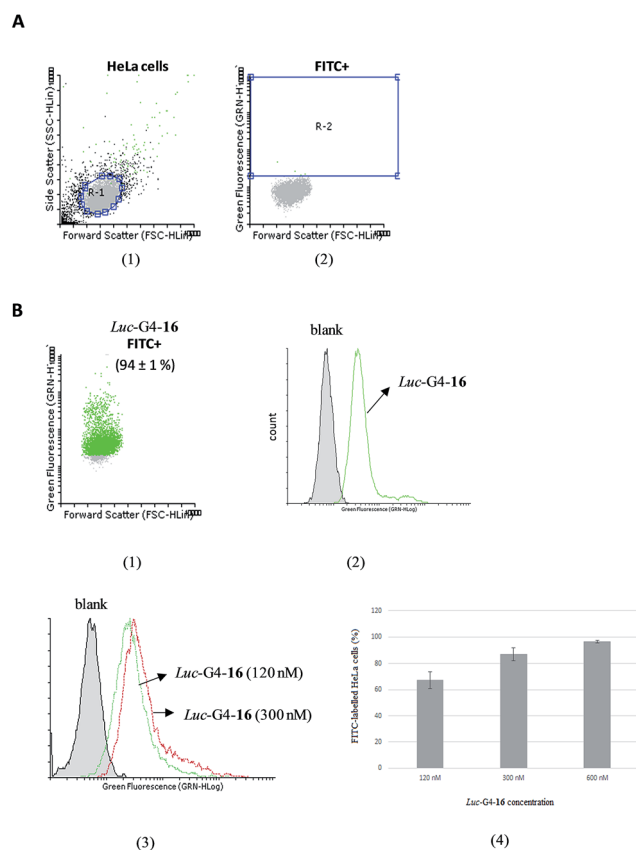 A
HeLa cells
Side Scatter (SSC-HLin)
R-1
Forward Scatter (FSC-HLin)
(1)
FITC+
Green Fluorescence (GRN-H
R-2
Forward Scatter (FSC-HLin)
(2)
B
Luc-G4-16
FITC+
(94 ± 1 %)
Green Fluorescence (GRN-H
Forward Scatter (FSC-HLin)
(1)
blank
Luc-G4-16
count
Green Fluorescence (GRN-HLog)
(2)
blank
Luc-G4-16 (120 nM)
Luc-G4-16 (300 nM)
Green Fluorescence (GRN-HLog)
(3)
FITC-labelled HeLa cells (%)
120
100
80
60
40
20
0
120 nM
300 nM
600 nM
Luc-G4-16 concentration
(4)